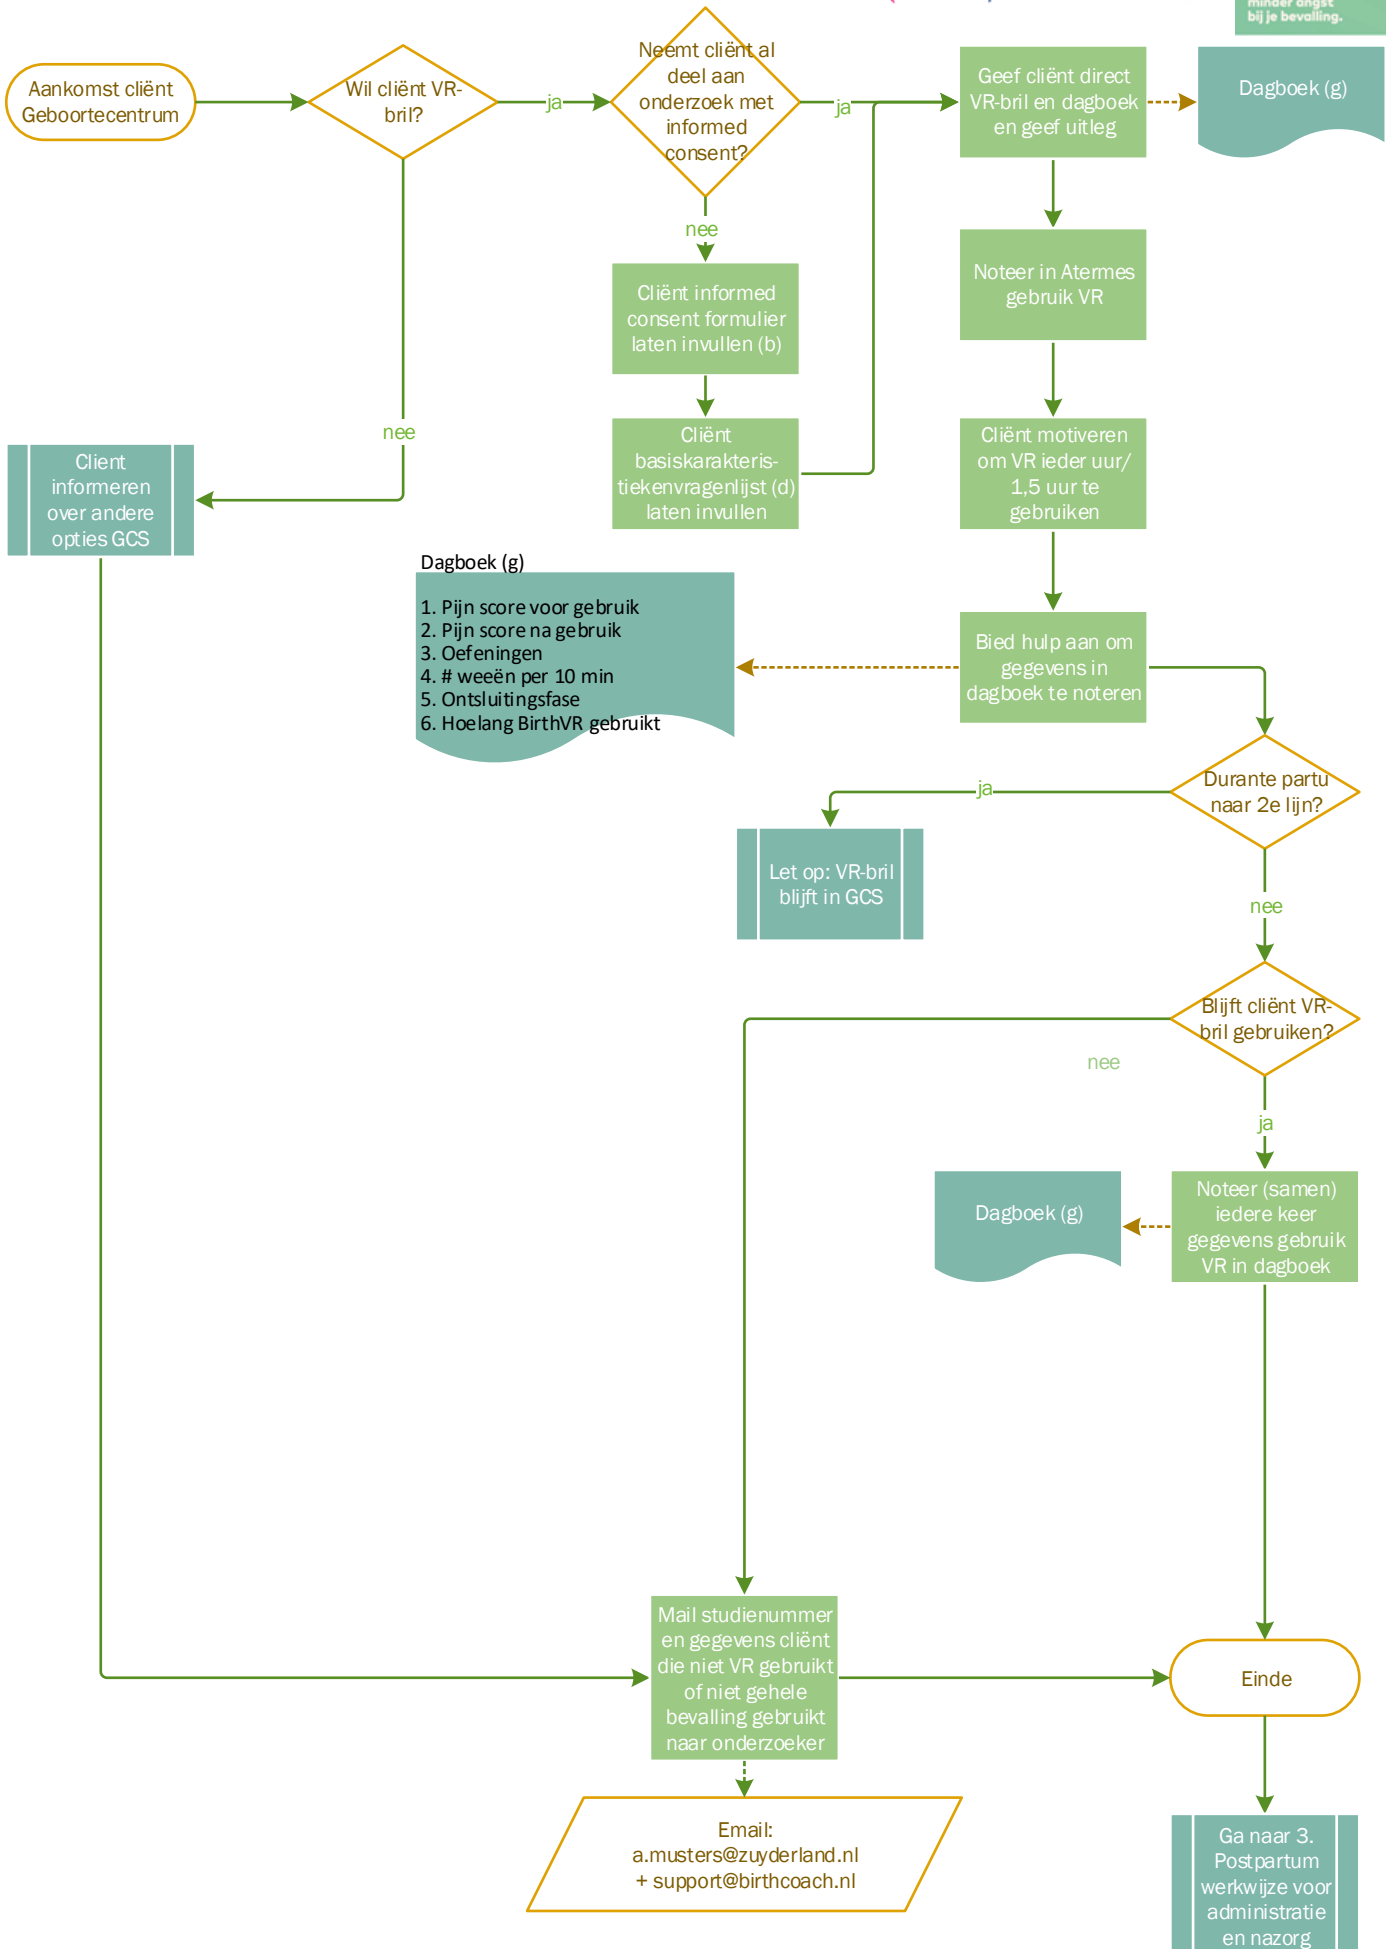 minder angst
bij je bevalling.
Aankomst cliënt
Geboortecentrum
Wil cliënt VR-
bril?
ja
Neemt cliënt al
deel aan
onderzoek met
informed
consent?
ja
Geef cliënt direct
VR-bril en dagboek
en geef uitleg
Dagboek (g)
nee
Cliënt informed
consent formulier
laten invullen (b)
Noteer in Atermes
gebruik VR
nee
Client
informeren
over andere
opties GCS
Cliënt
basiskarakteris-
tiekenvragenlijst (d)
laten invullen
Cliënt motiveren
om VR ieder uur/
1,5 uur te
gebruiken
Dagboek (g)
1. Pijn score voor gebruik
2. Pijn score na gebruik
3. Oefeningen
4. # weeën per 10 min
5. Ontsluitingsfase
6. Hoelang BirthVR gebruikt
Bied hulp aan om
gegevens in
dagboek te noteren
Durante partu
naar 2e lijn?
ja
Let op: VR-bril
blijft in GCS
nee
Blijft cliënt VR-
bril gebruiken?
nee
ja
Dagboek (g)
Noteer (samen)
iedere keer
gegevens gebruik
VR in dagboek
Mail studienummer
en gegevens cliënt
die niet VR gebruikt
of niet gehele
bevalling gebruikt
naar onderzoeker
Einde
Email:
a.musters@zuyderland.nl
+ support@birthcoach.nl
Ga naar 3.
Postpartum
werkwijze voor
administratie
en nazorg